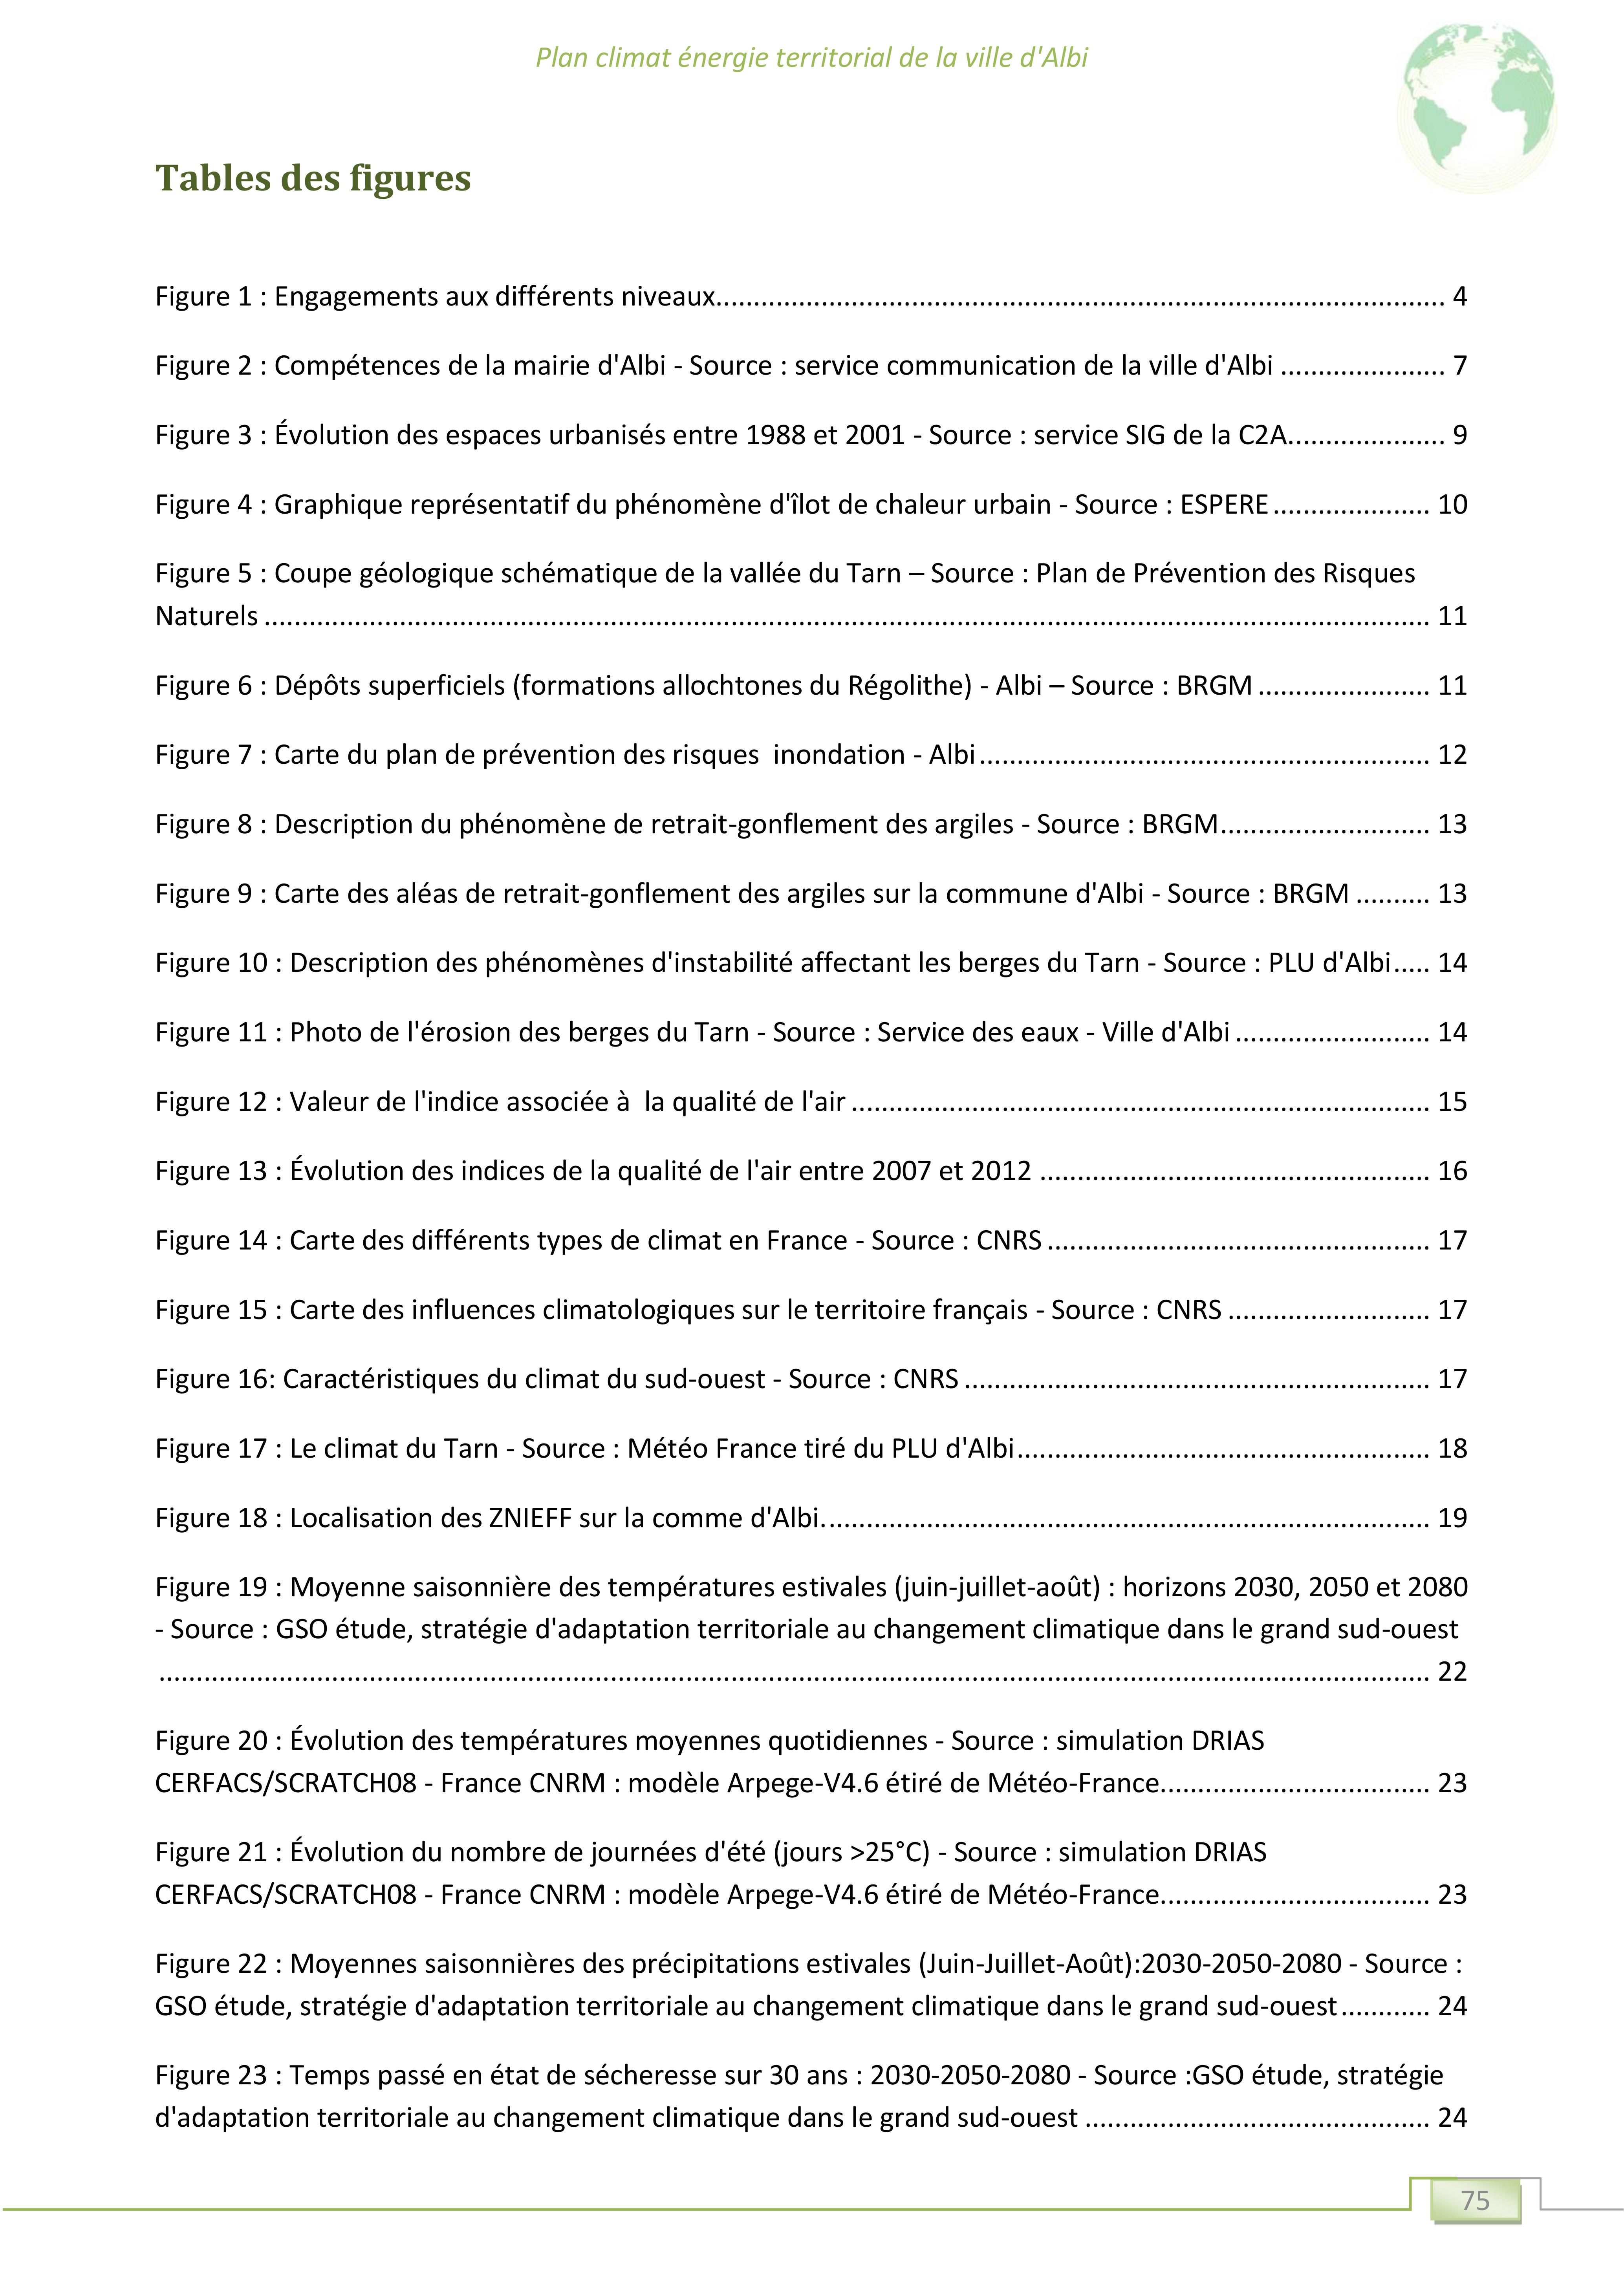 Plan climat énergie territorial de la ville d'Albi
Tables des figures
Figure 1 : Engagements aux différents niveaux.................................................................................................. 4
Figure 2 : Compétences de la mairie d'Albi - Source : service communication de la ville d'Albi ...................... 7
Figure 3 : Évolution des espaces urbanisés entre 1988 et 2001 - Source : service SIG de la C2A..................... 9
Figure 4 : Graphique représentatif du phénomène d'îlot de chaleur urbain - Source : ESPERE..................... 10
Figure 5 : Coupe géologique schématique de la vallée du Tarn – Source : Plan de Prévention des Risques
Naturels ............................................................................................................................................................ 11
Figure 6 : Dépôts superficiels (formations allochtones du Régolithe) - Albi – Source : BRGM ....................... 11
Figure 7 : Carte du plan de prévention des risques  inondation - Albi............................................................ 12
Figure 8 : Description du phénomène de retrait-gonflement des argiles - Source : BRGM............................ 13
Figure 9 : Carte des aléas de retrait-gonflement des argiles sur la commune d'Albi - Source : BRGM .......... 13
Figure 10 : Description des phénomènes d'instabilité affectant les berges du Tarn - Source : PLU d'Albi..... 14
Figure 11 : Photo de l'érosion des berges du Tarn - Source : Service des eaux - Ville d'Albi .......................... 14
Figure 12 : Valeur de l'indice associée à  la qualité de l'air ............................................................................. 15
Figure 13 : Évolution des indices de la qualité de l'air entre 2007 et 2012 .................................................... 16
Figure 14 : Carte des différents types de climat en France - Source : CNRS ................................................... 17
Figure 15 : Carte des influences climatologiques sur le territoire français - Source : CNRS ........................... 17
Figure 16: Caractéristiques du climat du sud-ouest - Source : CNRS .............................................................. 17
Figure 17 : Le climat du Tarn - Source : Météo France tiré du PLU d'Albi....................................................... 18
Figure 18 : Localisation des ZNIEFF sur la comme d'Albi................................................................................. 19
Figure 19 : Moyenne saisonnière des températures estivales (juin-juillet-août) : horizons 2030, 2050 et 2080
- Source : GSO étude, stratégie d'adaptation territoriale au changement climatique dans le grand sud-ouest
.......................................................................................................................................................................... 22
Figure 20 : Évolution des températures moyennes quotidiennes - Source : simulation DRIAS
CERFACS/SCRATCH08 - France CNRM : modèle Arpege-V4.6 étiré de Météo-France.................................... 23
Figure 21 : Évolution du nombre de journées d'été (jours >25°C) - Source : simulation DRIAS
CERFACS/SCRATCH08 - France CNRM : modèle Arpege-V4.6 étiré de Météo-France.................................... 23
Figure 22 : Moyennes saisonnières des précipitations estivales (Juin-Juillet-Août):2030-2050-2080 - Source :
GSO étude, stratégie d'adaptation territoriale au changement climatique dans le grand sud-ouest............ 24
Figure 23 : Temps passé en état de sécheresse sur 30 ans : 2030-2050-2080 - Source :GSO étude, stratégie
d'adaptation territoriale au changement climatique dans le grand sud-ouest .............................................. 24
75